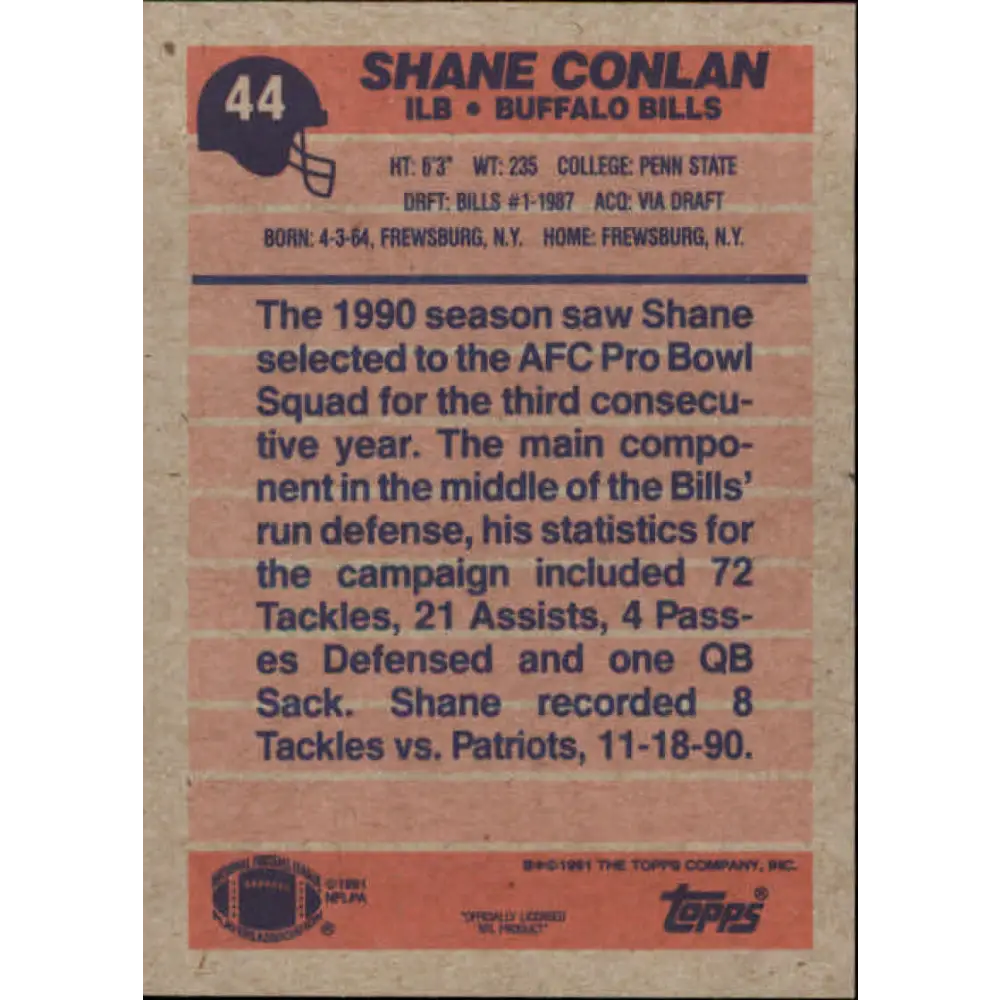 44
SHANE CONLAN
ILB • BUFFALO BILLS
HT: 6'3" WT: 235 COLLEGE: PENN STATE
DRFT: BILLS #1-1987 ACQ: VIA DRAFT
BORN: 4-3-64, FREWSBURG, N.Y. HOME: FREWSBURG, N.Y.
The 1990 season saw Shane
selected to the AFC Pro Bowl
Squad for the third consecu-
tive year. The main compo-
nent in the middle of the Bills'
run defense, his statistics for
the campaign included 72
Tackles, 21 Assists, 4 Pass-
es Defensed and one QB
Sack. Shane recorded 8
Tackles vs. Patriots, 11-18-90.
©1991 THE TOPPS COMPANY, INC.
©1991
NFLPA
"OFFICIALLY LICENSED
NFL PRODUCT"
topps®